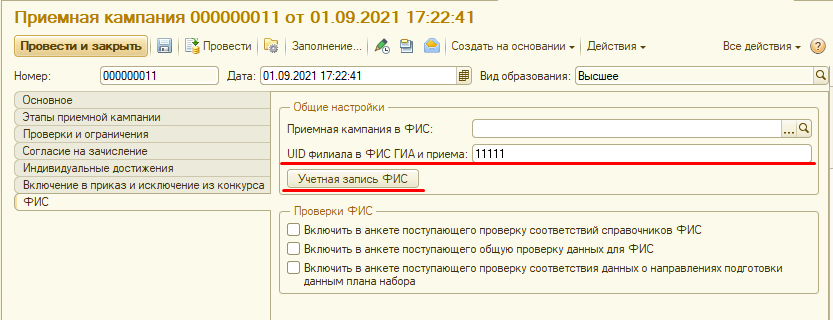 Приемная кампания 000000011 от 01.09.2021 17:22:41
Провести и закрыть Провести Заполнение... Создать на основании Действия Все действия ?
Номер: 000000011 Дата: 01.09.2021 17:22:41 Вид образования: Высшее
Основное
Этапы приемной кампании
Проверки и ограничения
Согласие на зачисление
Индивидуальные достижения
Включение в приказ и исключение из конкурса
ФИС
Общие настройки
Приемная кампания в ФИС: ...
UID филиала в ФИС ГИА и приема: 11111
Учетная запись ФИС
Проверки ФИС
Включить в анкете поступающего проверку соответствий справочников ФИС
Включить в анкете поступающего общую проверку данных для ФИС
Включить в анкете поступающего проверку соответствия данных о направлениях подготовки
данным плана набора